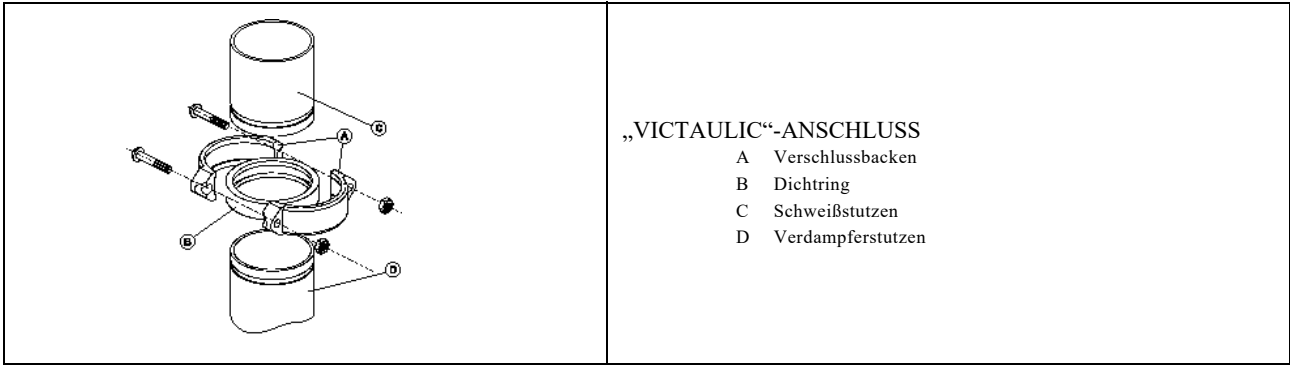 C
A
B
D
„VICTAULIC“-ANSCHLUSS
A Verschlussbacken
B Dichtring
C Schweißstutzen
D Verdampferstutzen